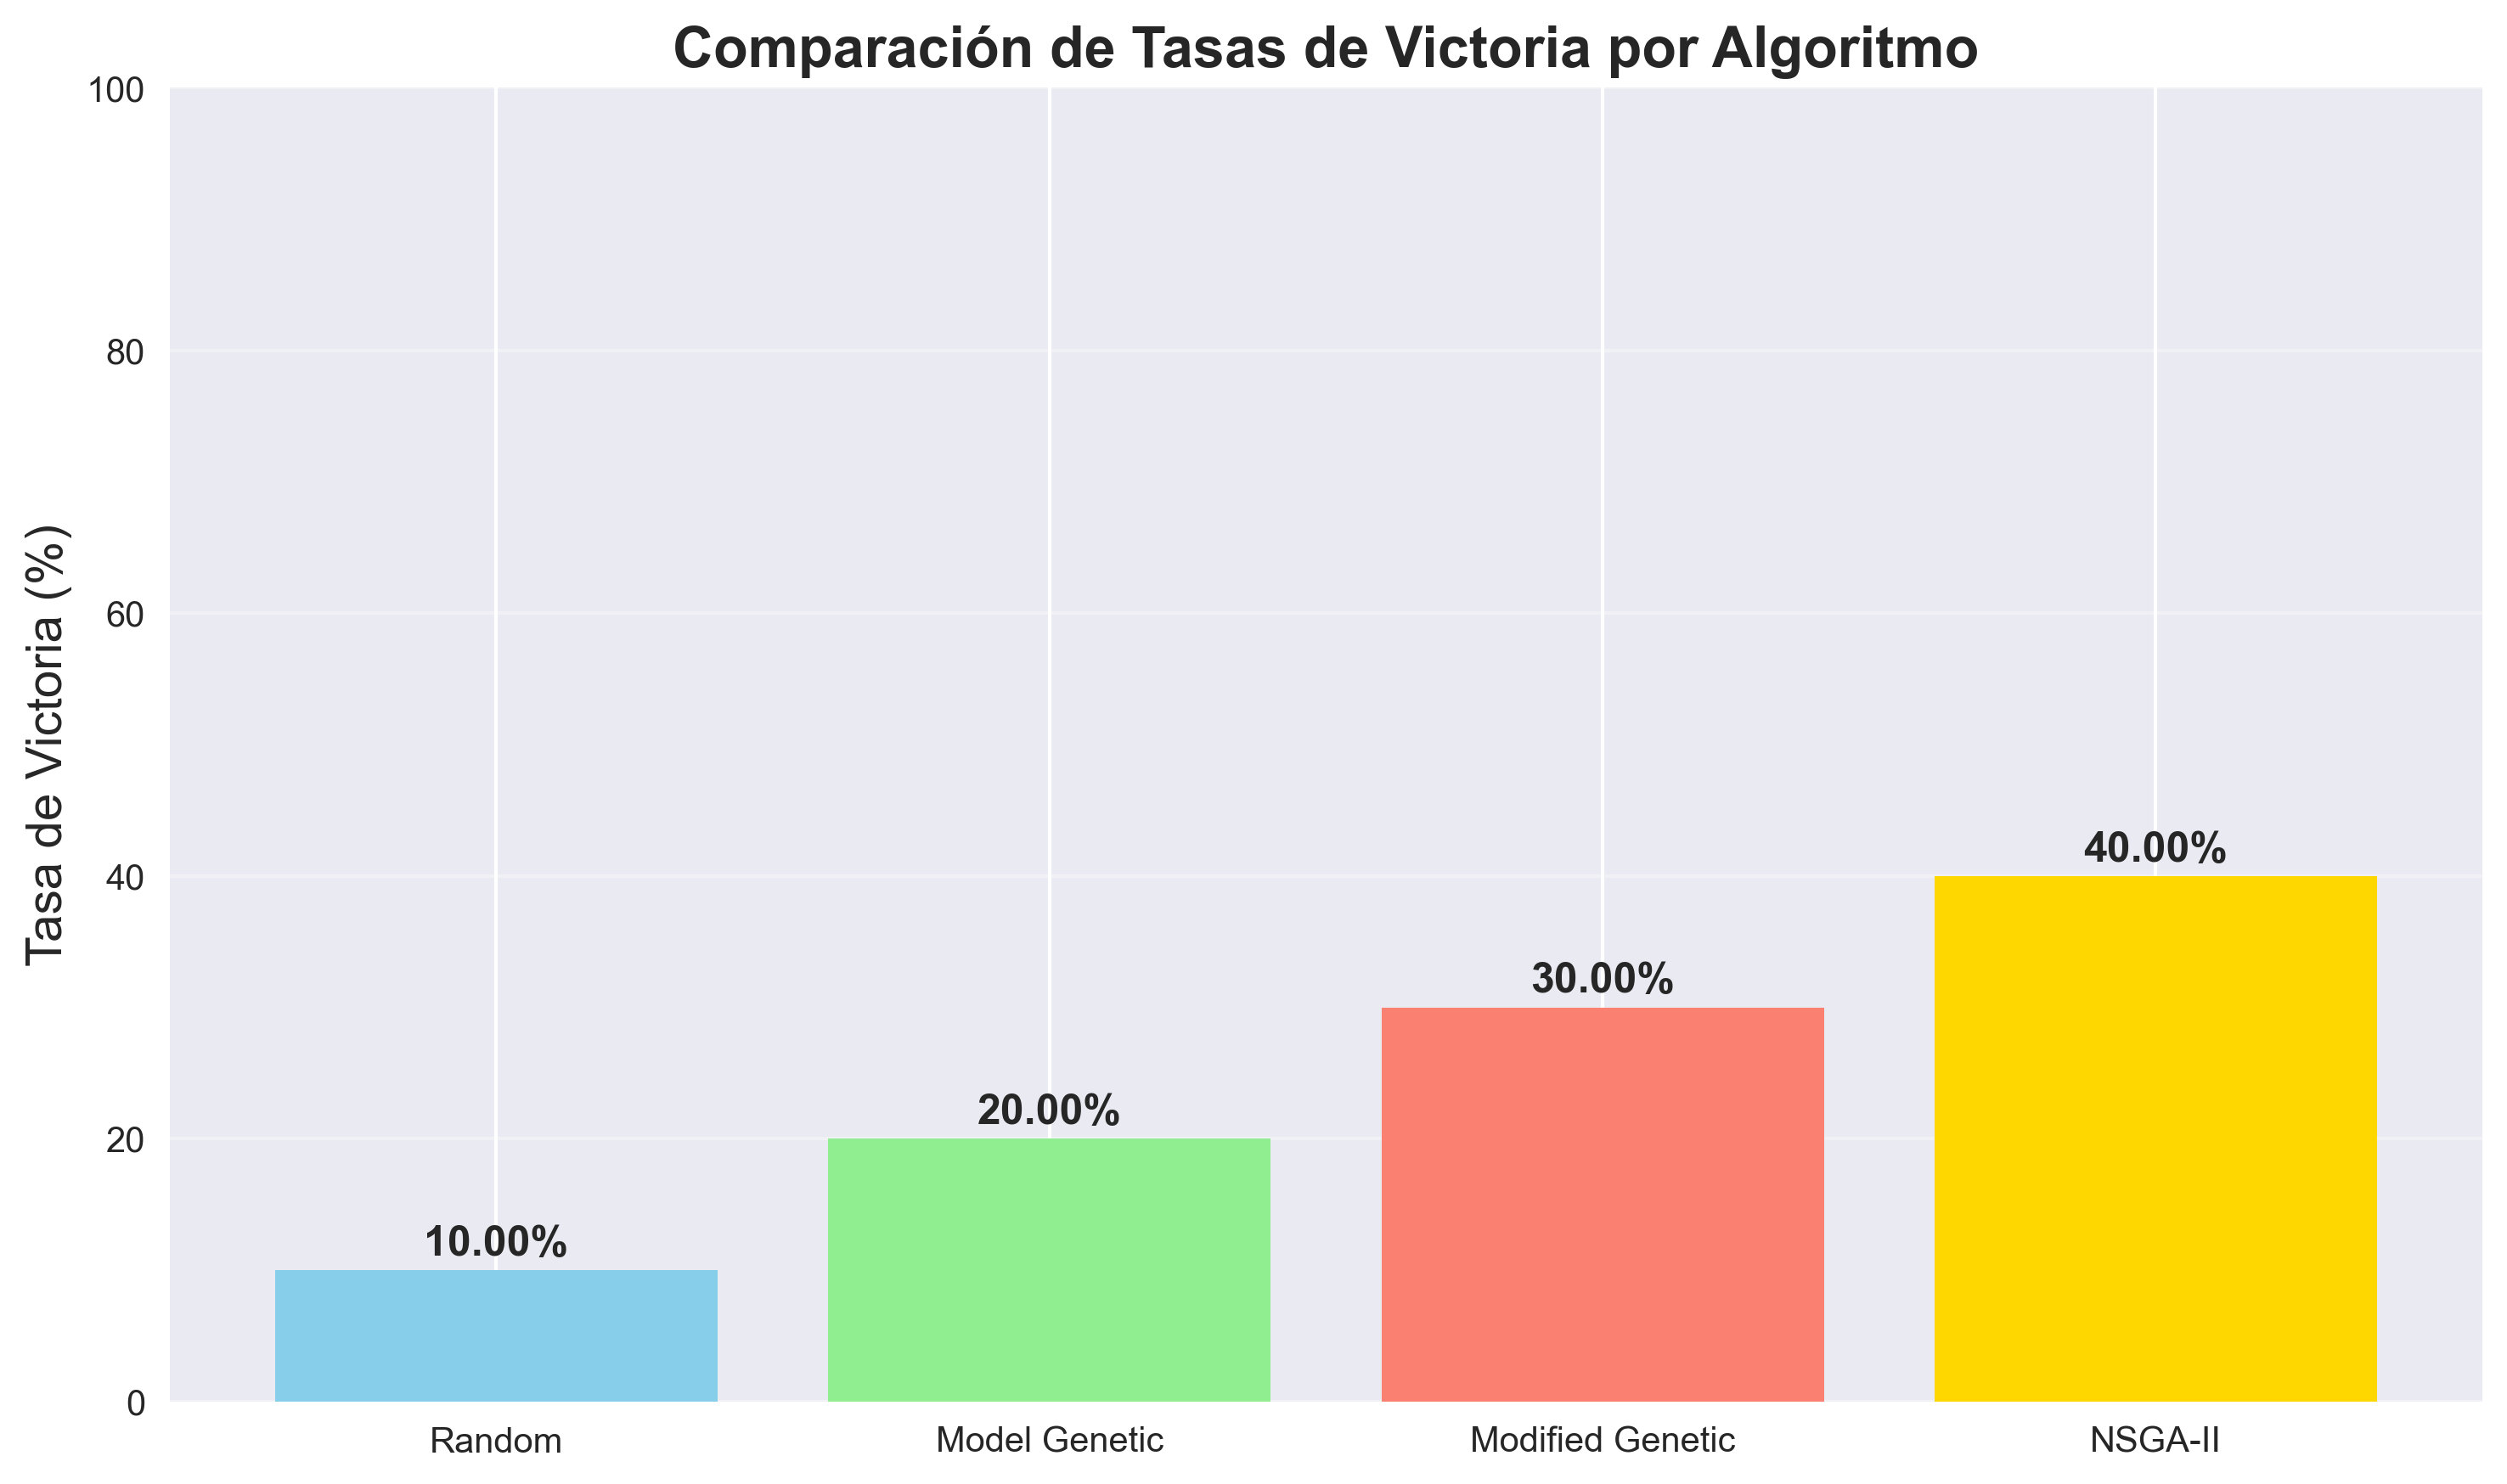 Comparación de Tasas de Victoria por Algoritmo
Tasa de Victoria (%)
100
80
60
40
20
0
10.00%
20.00%
30.00%
40.00%
Random
Model Genetic
Modified Genetic
NSGA-II